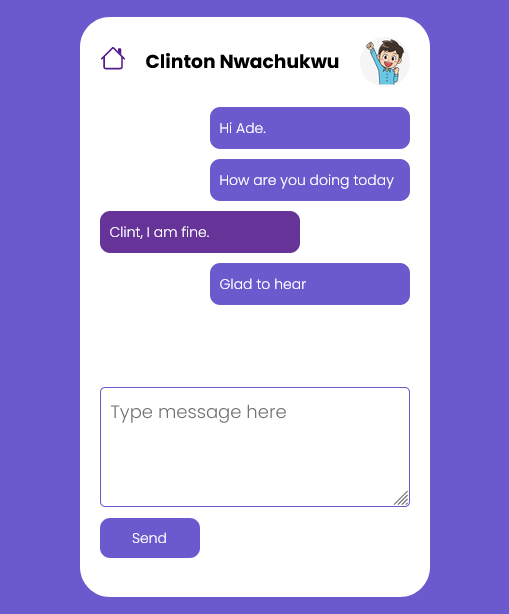 Clinton Nwachukwu
Hi Ade.
How are you doing today
Clint, I am fine.
Glad to hear
Type message here
Send